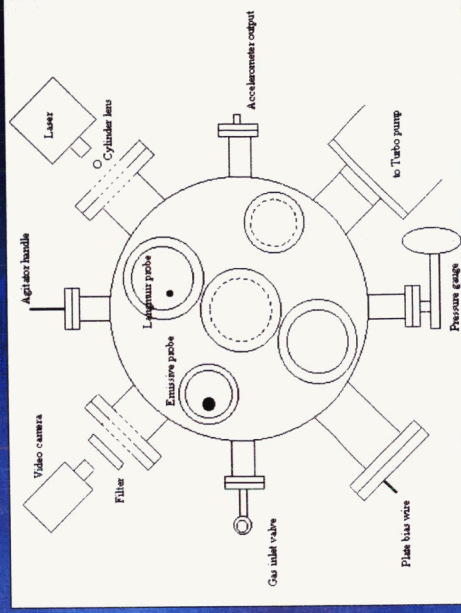 Laser
Cylinder lens
Accelerometer output
to Turbo pump
Agitator handle
Langmuir probe
Emissive probe
Pressure gauge
Video camera
Filter
Gas inlet valve
Plate bias wire